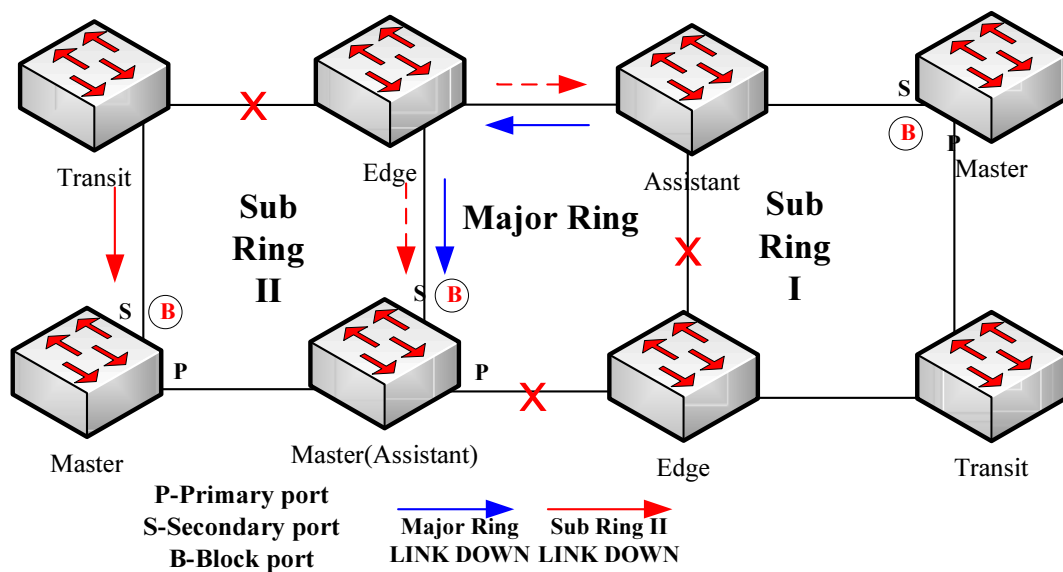 S
B
P
Transit
Edge
Assistant
Master
Sub
Ring
II
Major Ring
Sub
Ring
I
X
X
S
B
S
B
P
P
X
Master
Master(Assistant)
Edge
Transit
P-Primary port
S-Secondary port
B-Block port
Major Ring
LINK DOWN
Sub Ring II
LINK DOWN